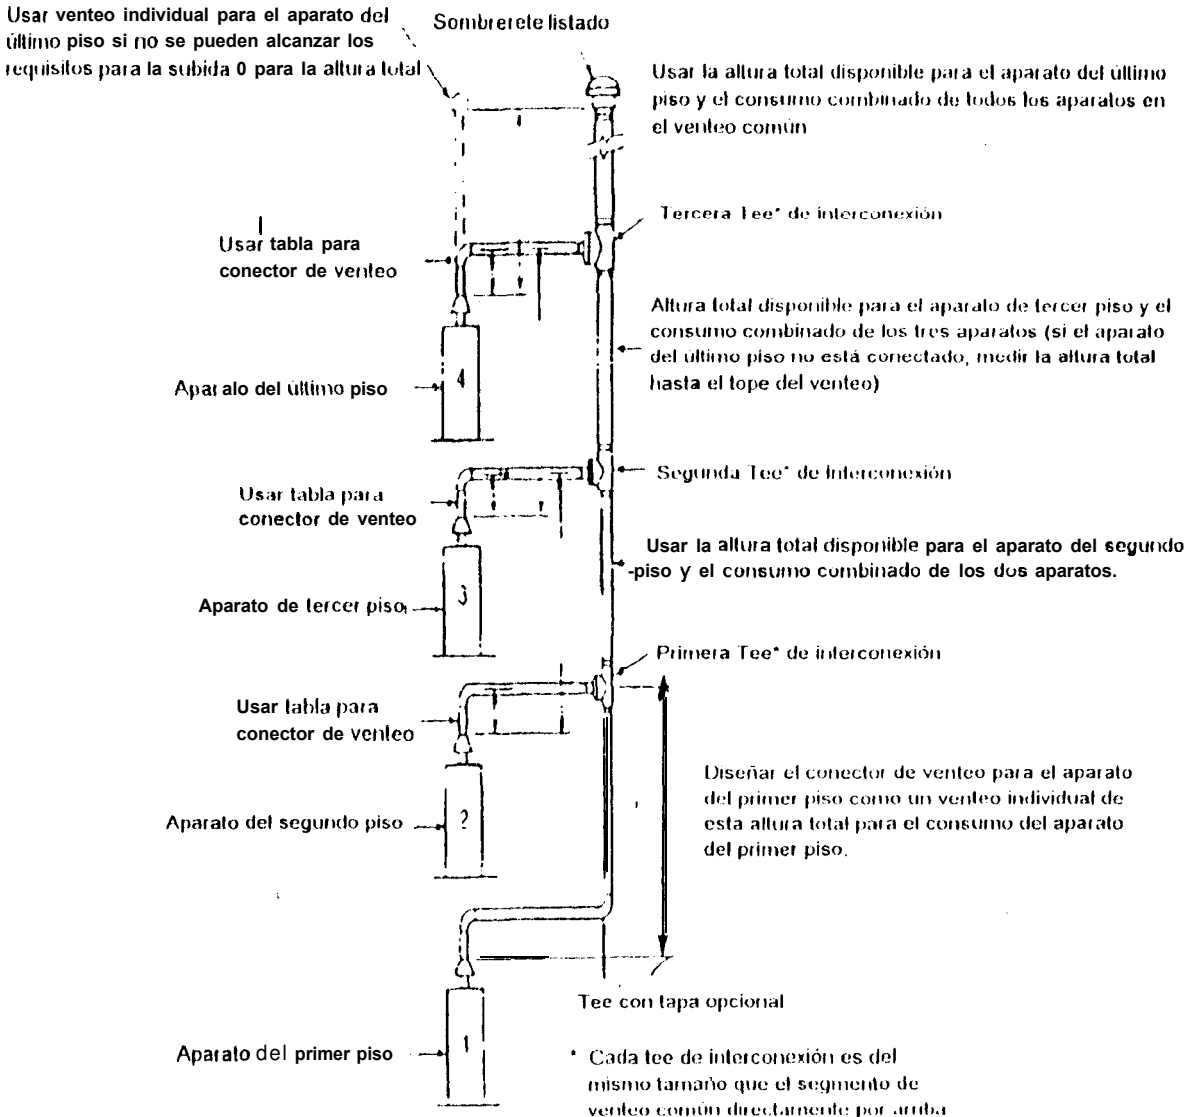 Usar venteo individual para el aparato del
último piso si no se pueden alcanzar los
requisitos para la subida 0 para la altura total
Sombrerete listado
Usar la altura total disponible para el aparato del último
piso y el consumo combinado de todos los aparatos en
el venteo común
Tercera Tee* de interconexión
Usar tabla para
conector de venteo
Altura total disponible para el aparato de tercer piso y el
consumo combinado de los tres aparatos (si el aparato
del último piso no está conectado, medir la altura total
hasta el tope del venteo)
Aparato del último piso
4
Segunda Tee* de Interconexión
Usar tabla para
conector de venteo
Usar la altura total disponible para el aparato del segundo
-piso y el consumo combinado de los dos aparatos.
Aparato de tercer piso
3
Primera Tee* de interconexión
Usar tabla para
conector de venteo
Diseñar el conector de venteo para el aparato
del primer piso como un venteo individual de
esta altura total para el consumo del aparato
del primer piso.
Aparato del segundo piso
2
Tee con tapa opcional
Aparato del primer piso
1
* Cada tee de interconexión es del
mismo tamaño que el segmento de
venteo común directamente por arriba